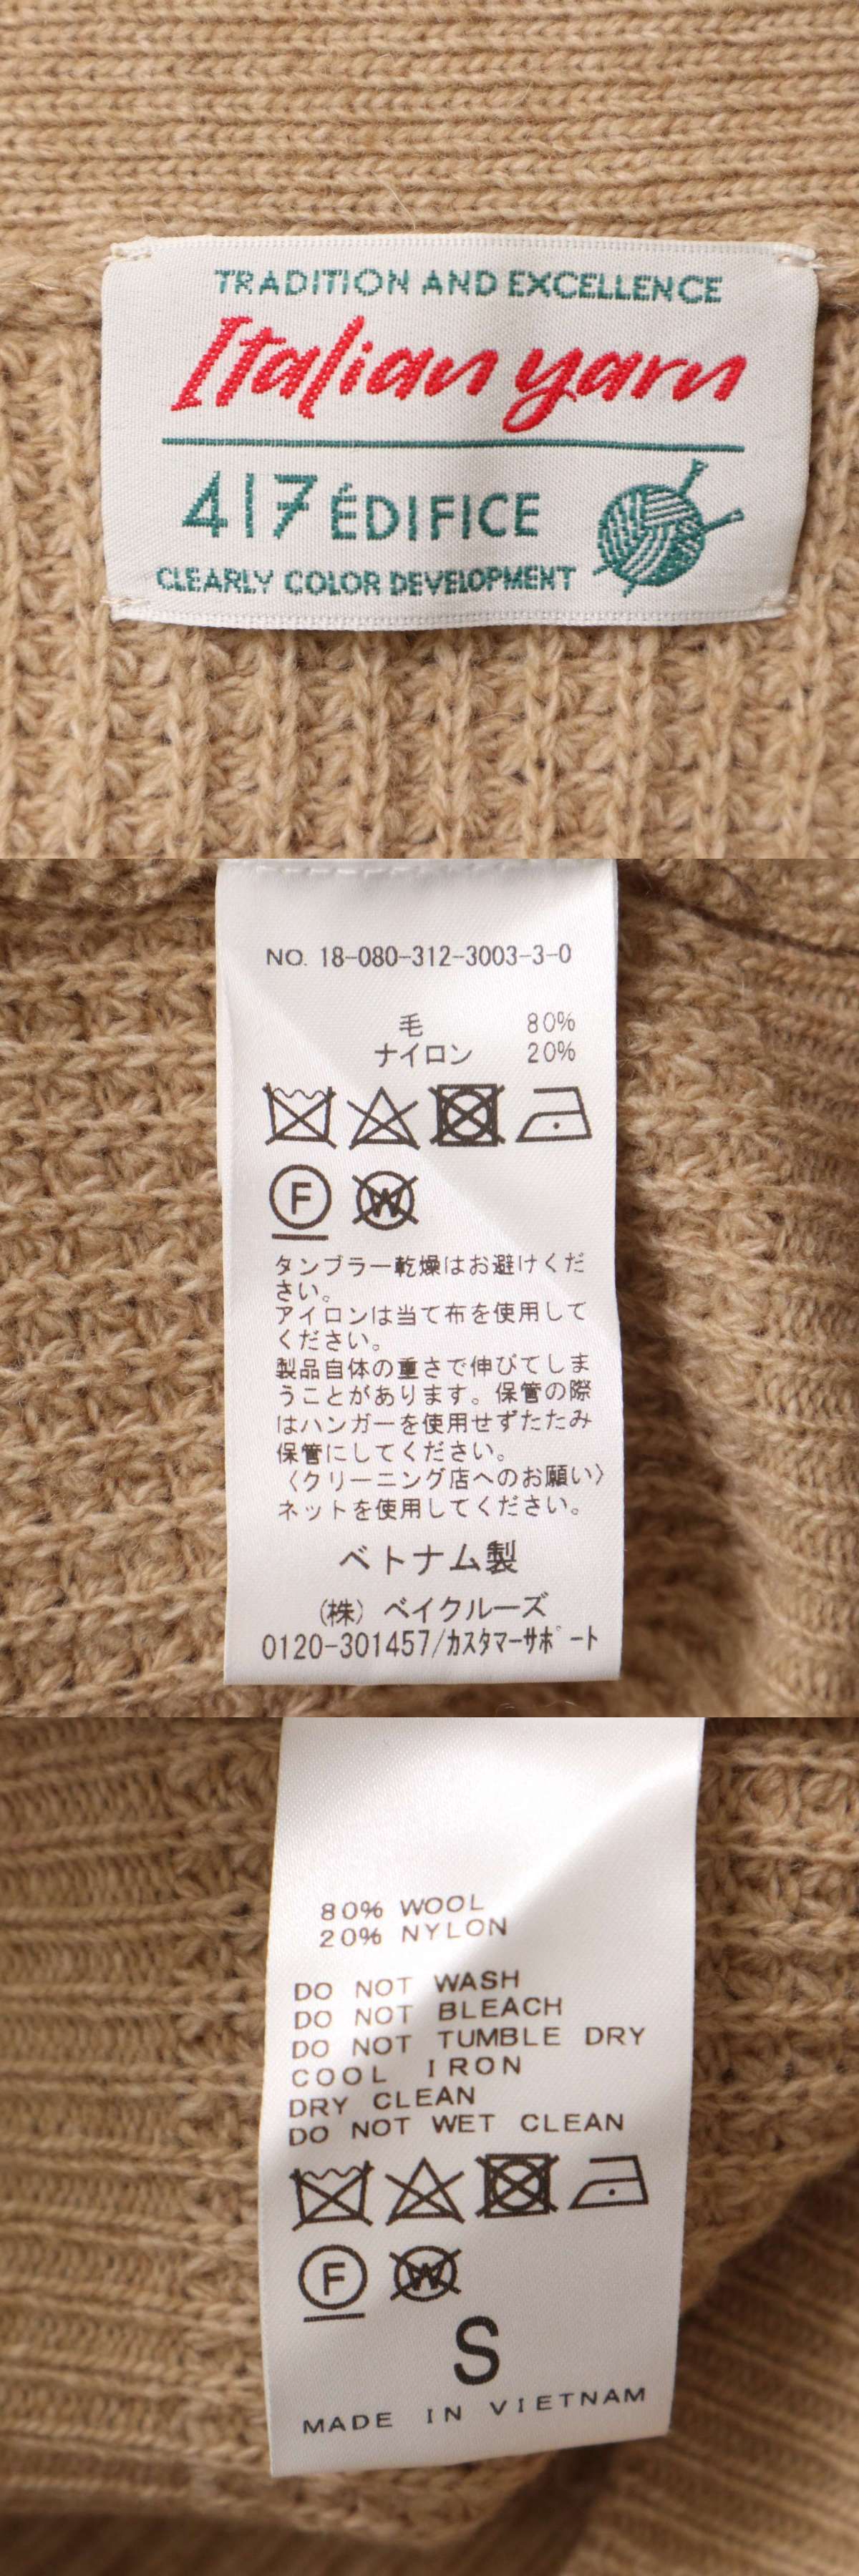 TRADITION AND EXCELLENCE
Italian yarn
417 ÉDIFICE
CLEARLY COLOR DEVELOPMENT
NO. 18-080-312-3003-3-0
毛 80%
ナイロン 20%
F W
タンブラー乾燥はお避けくだ
さい。
アイロンは当て布を使用して
ください。
製品自体の重さで伸びてしま
うことがあります。保管の際
はハンガーを使用せずたたみ
保管にしてください。
〈クリーニング店へのお願い〉
ネットを使用してください。
ベトナム製
(株) ベイクルーズ
0120-301457/カスタマーサポート
80% WOOL
20% NYLON
DO NOT WASH
DO NOT BLEACH
DO NOT TUMBLE DRY
COOL IRON
DRY CLEAN
DO NOT WET CLEAN
F W
S
MADE IN VIETNAM